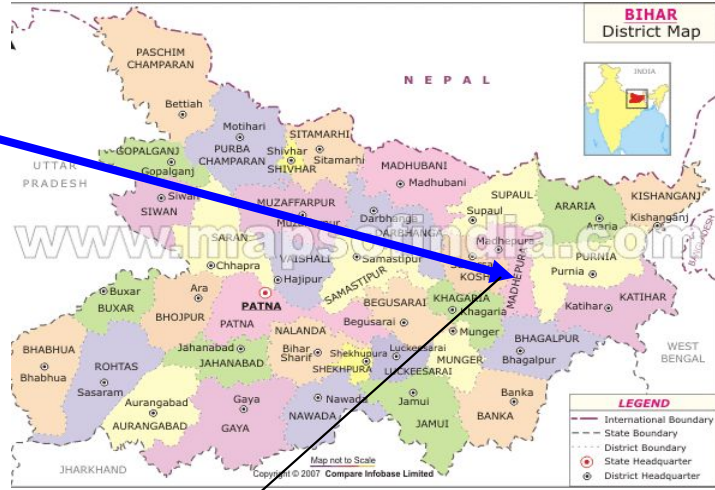 BIHAR
District Map
INDIA
NEPAL
PASCHIM
CHAMPARAN
Bettiah
Motihari
PURBA
CHAMPARAN
SITAMARHI
Shivhar
SHIVHAR
Sitamarhi
GOPALGANJ
Gopalganj
UTTAR
PRADESH
Siwan
SIWAN
MUZAFFARPUR
MADHUBANI
Madhubani
SUPAUL
Supaul
ARARIA
Araria
KISHANGANJ
Kishanganj
BANGLADESH
Darbhanga
DARBHANGA
www.mapsofindia.com
SARAN
Chhapra
VAISHALI
Hajipur
Samastipur
SAMASTIPUR
Madhepura
MADHEPURA
PURNIA
Purnia
KATIHAR
Katihar
Buxar
BUXAR
Ara
BHOJPUR
PATNA
PATNA
BEGUSARAI
Begusarai
KHAGARIA
Khagaria
Munger
MUNGER
BHAGALPUR
Bhagalpur
WEST
BENGAL
BHABHUA
Bhabhua
ROHTAS
Sasaram
Jahanabad
JAHANABAD
NALANDA
Bihar
Sharif
Shekhupura
SHEKHPURA
Luckeesarai
LUCKEESARAI
Aurangabad
AURANGABAD
Gaya
GAYA
Nawada
NAWADA
Jamui
JAMUI
Banka
BANKA
JHARKHAND
Map not to Scale
Copyright © 2007 Compare Infobase Limited
LEGEND
International Boundary
State Boundary
District Boundary
State Headquarter
District Headquarter